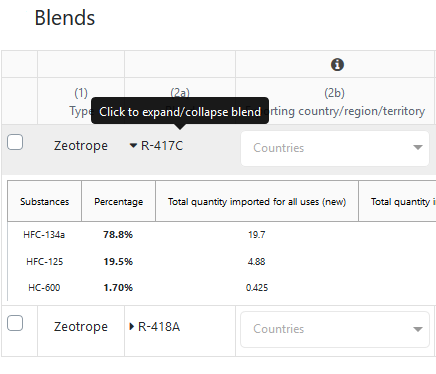 Blends
(1)
(2a)
(2b)
Type
Click to expand/collapse blend
rting country/region/territory
Zeotrope
R-417C
Countries
Substances
Percentage
Total quantity imported for all uses (new)
Total quantity i
HFC-134a
78.8%
19.7
HFC-125
19.5%
4.88
HC-600
1.70%
0.425
Zeotrope
R-418A
Countries